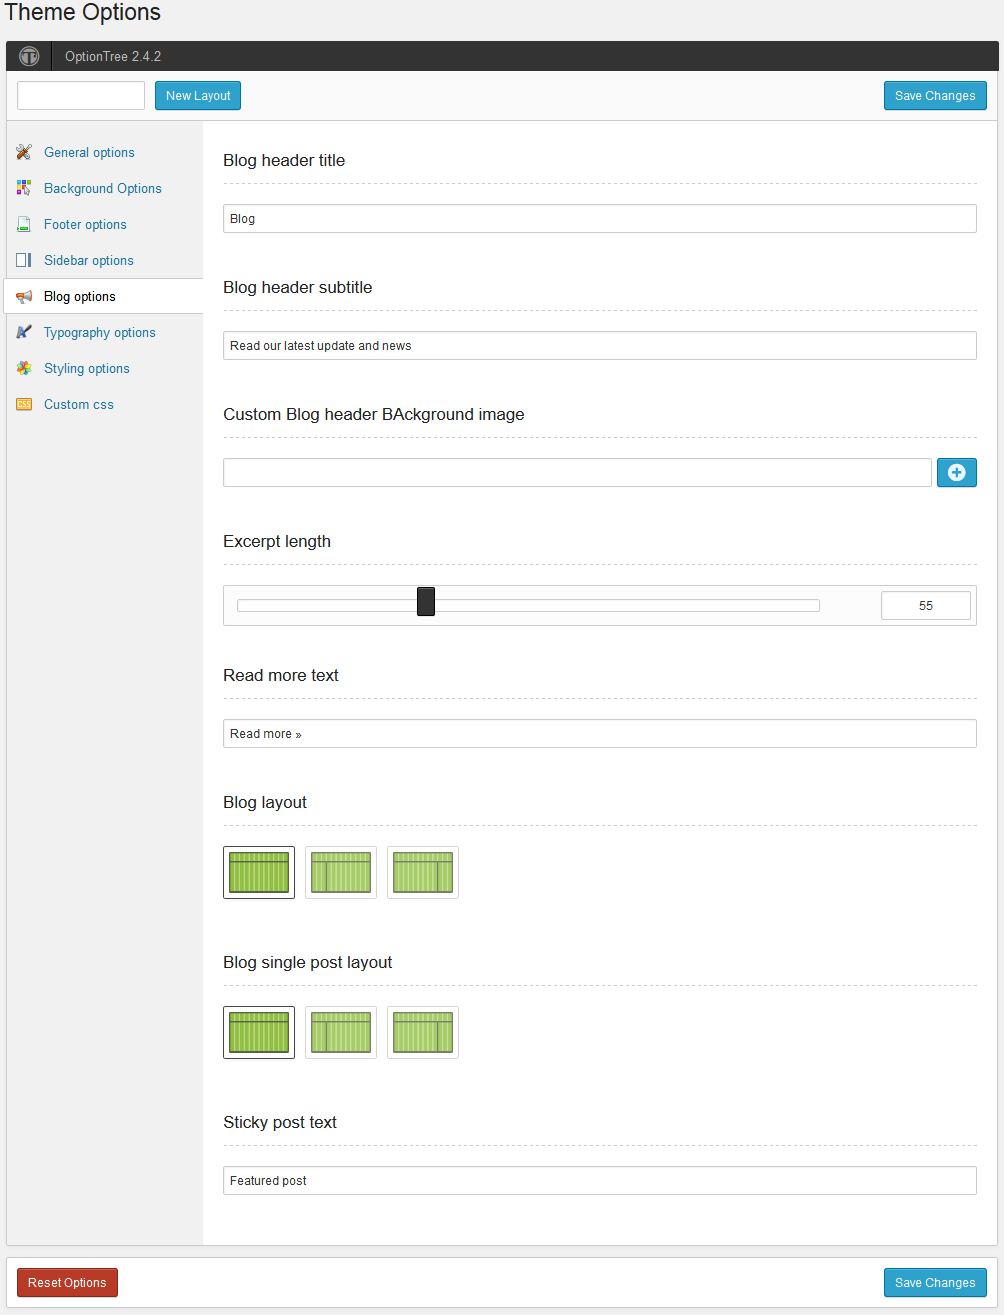 Theme Options
OptionTree 2.4.2
New Layout
Save Changes
General options
Background Options
Footer options
Sidebar options
Blog options
Typography options
Styling options
CSS
Custom css
Blog header title
Blog
Blog header subtitle
Read our latest update and news
Custom Blog header BAckground image
Excerpt length
55
Read more text
Read more »
Blog layout
Blog single post layout
Sticky post text
Featured post
Reset Options
Save Changes